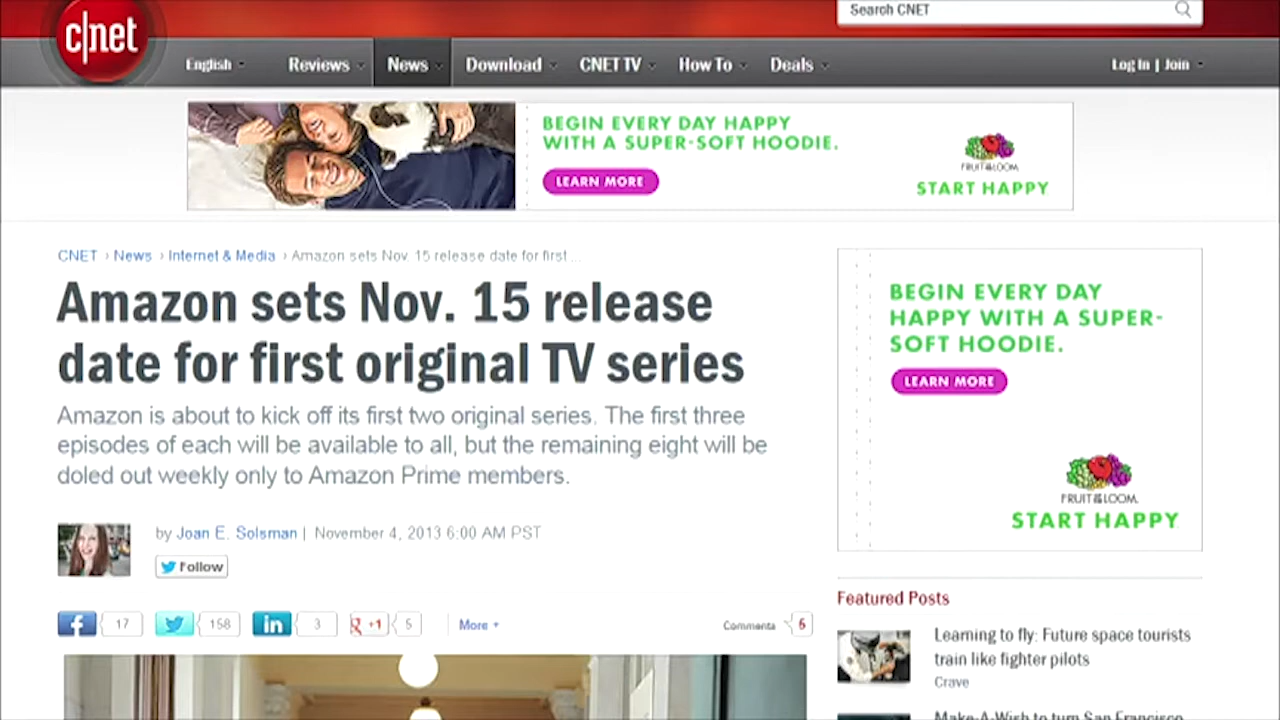 Search CNET
c|net
English
Reviews
News
Download
CNET TV
How To
Deals
Log In | Join
BEGIN EVERY DAY HAPPY
WITH A SUPER-SOFT HOODIE.
LEARN MORE
FRUIT OF THE LOOM.
START HAPPY
CNET › News › Internet & Media › Amazon sets Nov. 15 release date for first ...
Amazon sets Nov. 15 release
date for first original TV series
Amazon is about to kick off its first two original series. The first three
episodes of each will be available to all, but the remaining eight will be
doled out weekly only to Amazon Prime members.
by Joan E. Solsman | November 4, 2013 6:00 AM PST
Follow
f 17
158
in 3
+1 5
More +
Comments 6
BEGIN EVERY DAY
HAPPY WITH A SUPER-
SOFT HOODIE.
LEARN MORE
FRUIT OF THE LOOM.
START HAPPY
Featured Posts
Learning to fly: Future space tourists
train like fighter pilots
Crave
Make-A-Wish to turn San Francisco